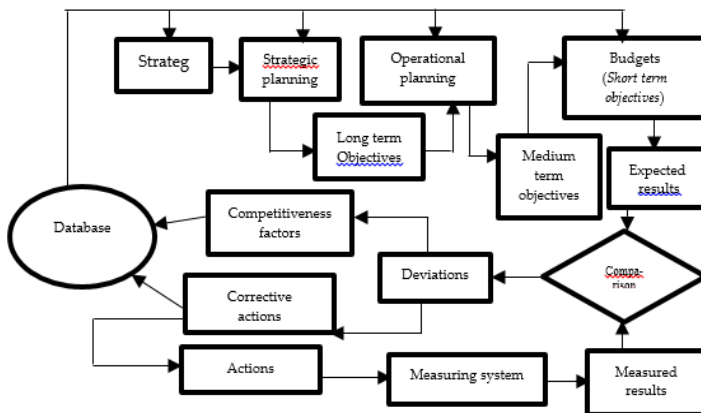 Strateg
Strategic
planning
Operational
planning
Budgets
(Short term
objectives)
Long term
Objectives
Medium
term
objectives
Expected
results
Competitiveness
factors
Database
Deviations
Compa-
rison
Corrective
actions
Actions
Measuring system
Measured
results